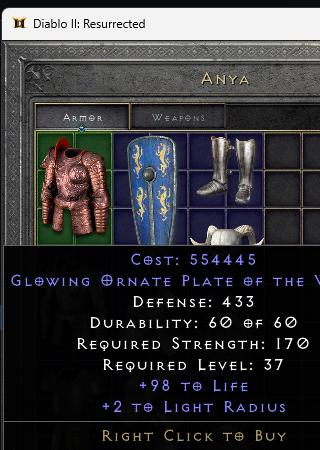 Diablo II: Resurrected
Anya
Armor
Weapons
Cost: 554445
Glowing Ornate Plate of the
Defense: 433
Durability: 60 of 60
Required Strength: 170
Required Level: 37
+98 to Life
+2 to Light Radius
Right Click to Buy